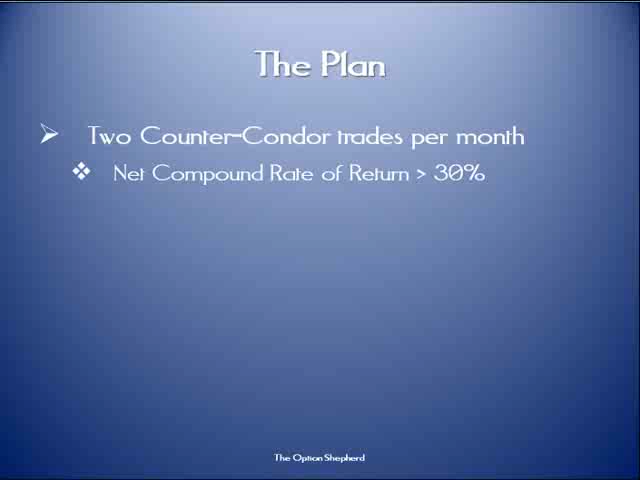 The Plan
Two Counter-Condor trades per month
Net Compound Rate of Return > 30%
The Option Shepherd